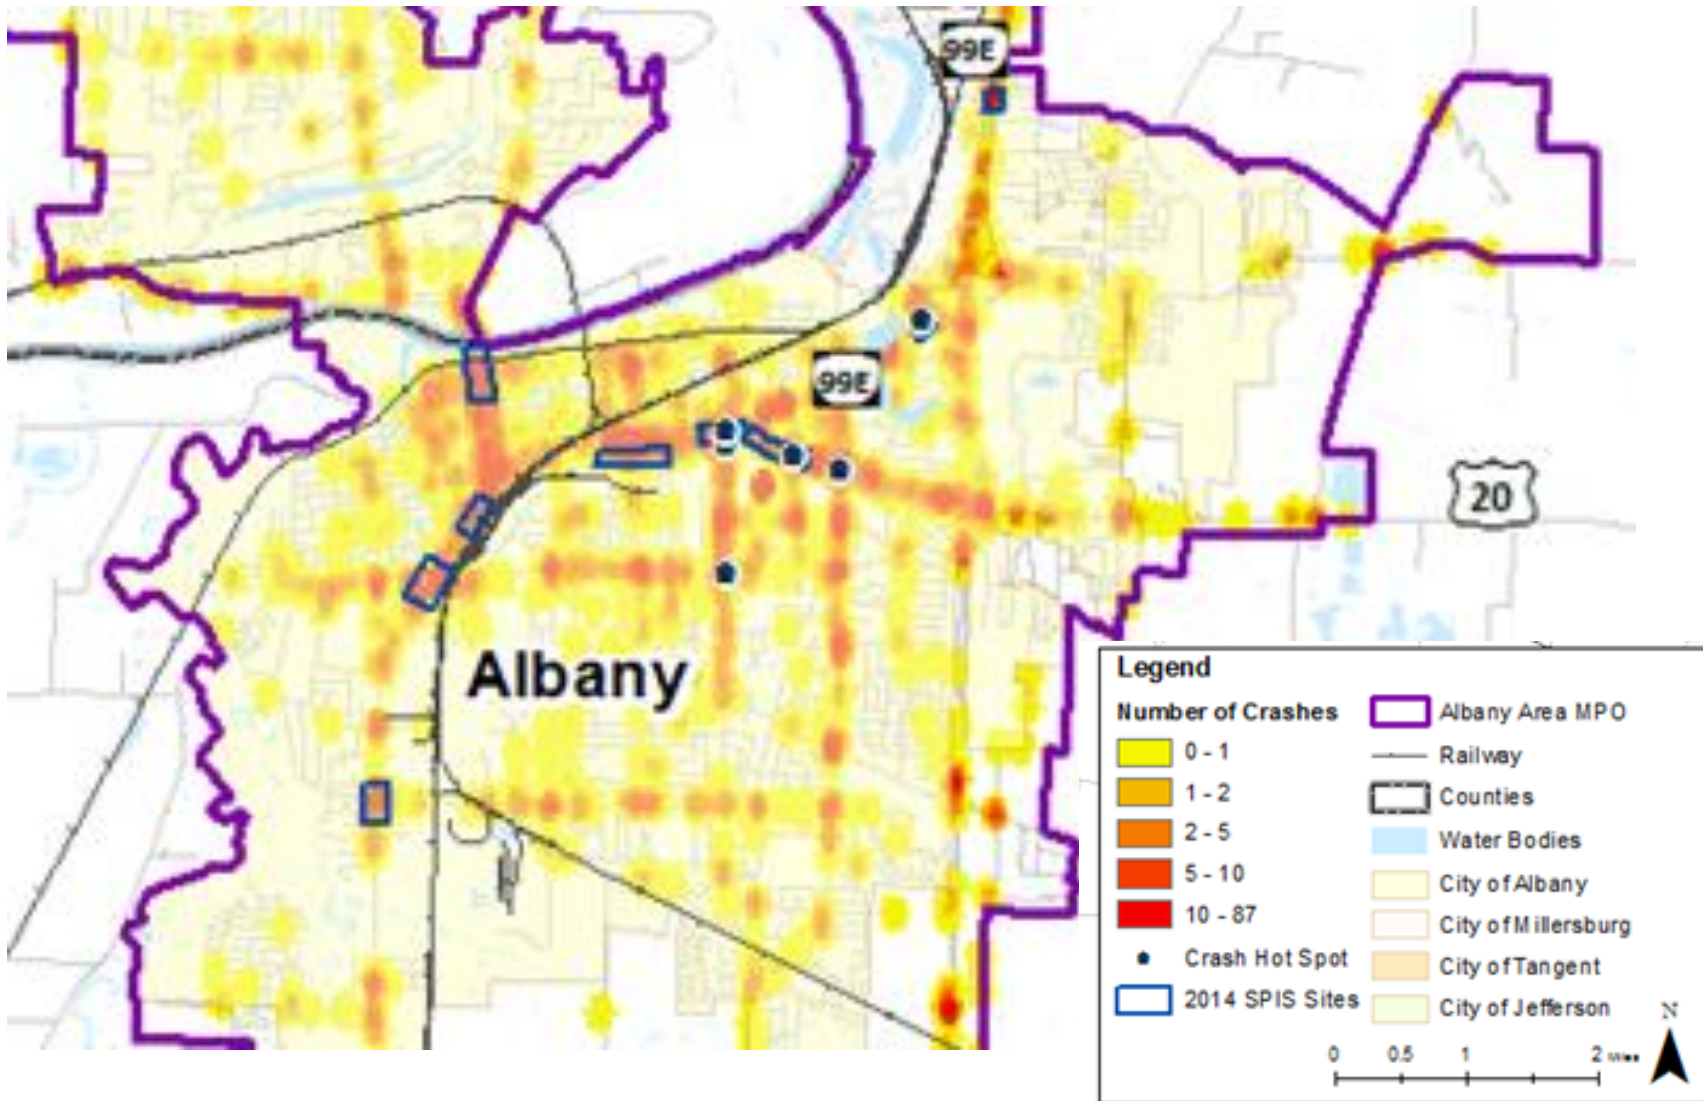 99E
99E
20
Albany
Legend
Number of Crashes
0 - 1
1 - 2
2 - 5
5 - 10
10 - 87
Crash Hot Spot
2014 SPIS Sites
Albany Area MPO
Railway
Counties
Water Bodies
City of Albany
City of Millersburg
City of Tangent
City of Jefferson
N
0 0.5 1 2 Miles